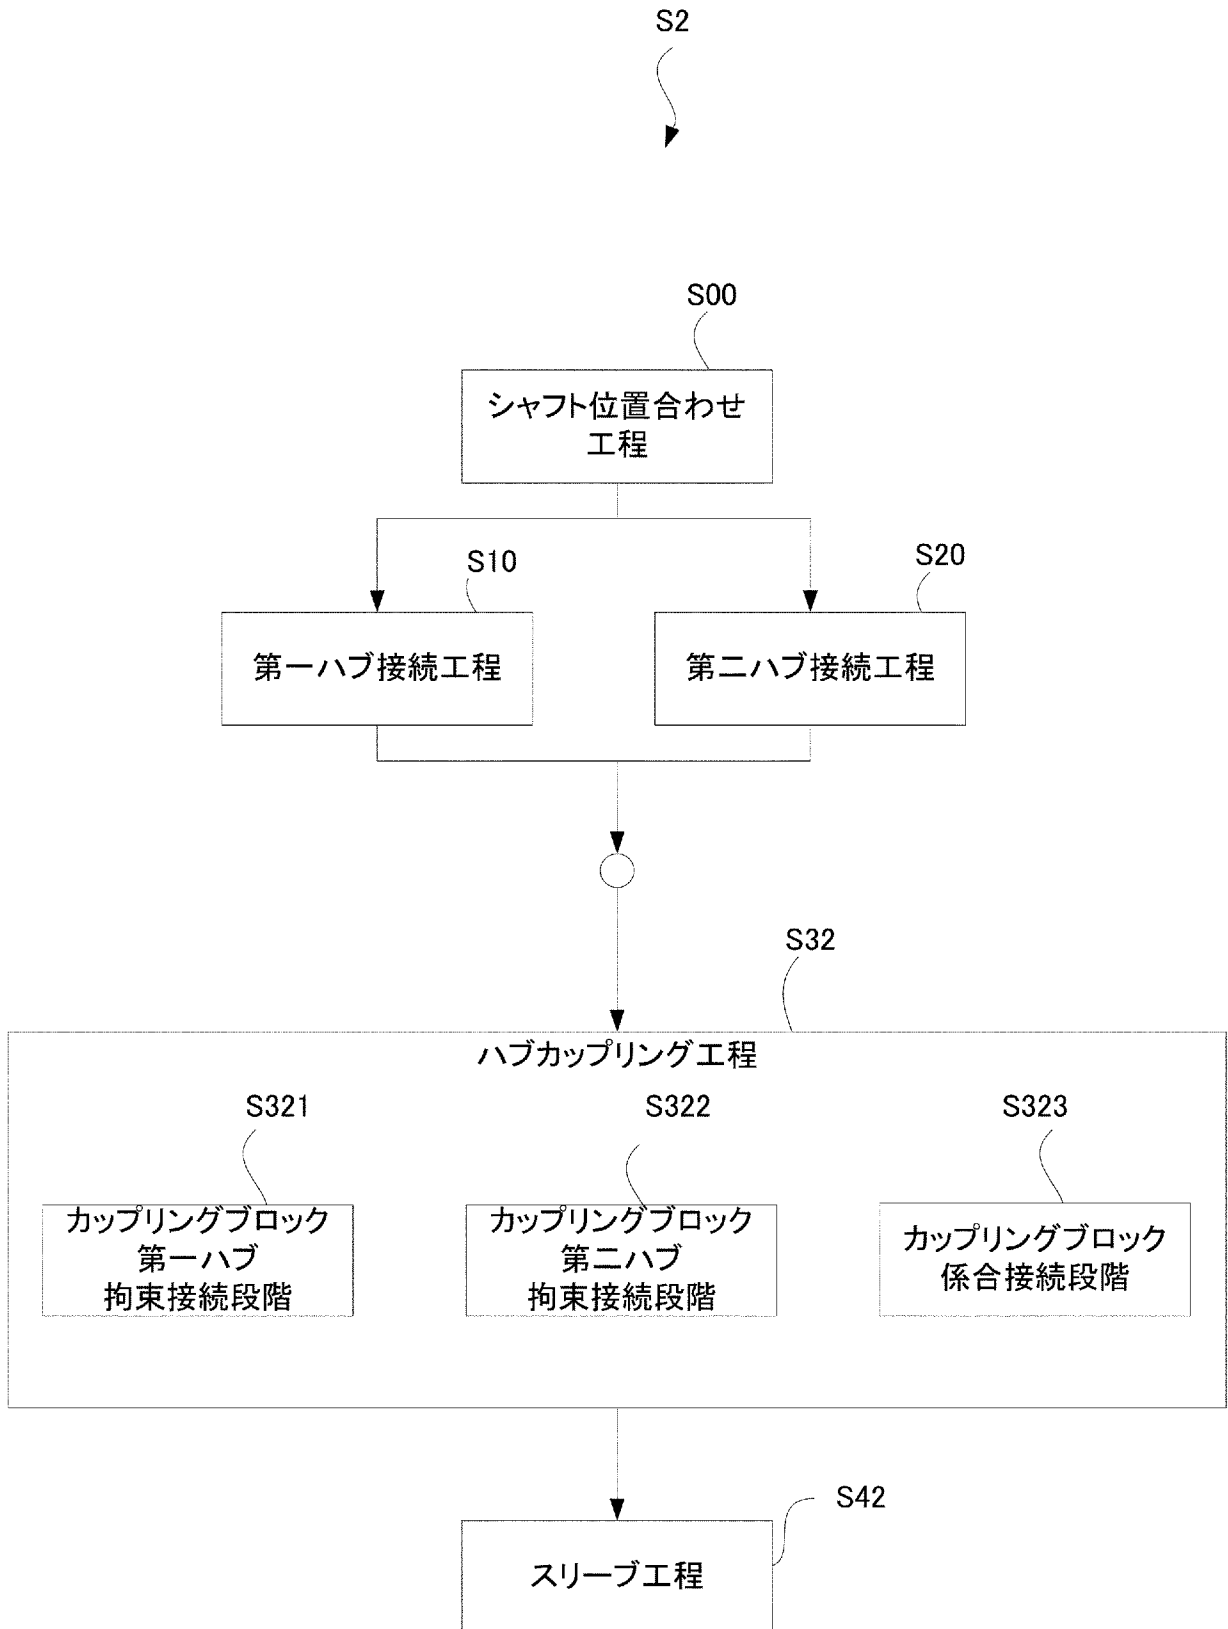 S2
S00
シャフト位置合わせ
工程
S10
第一ハブ接続工程
S20
第二ハブ接続工程
S32
ハブカップリング工程
S321
カップリングブロック
第一ハブ
拘束接続段階
S322
カップリングブロック
第二ハブ
拘束接続段階
S323
カップリングブロック
係合接続段階
S42
スリーブ工程